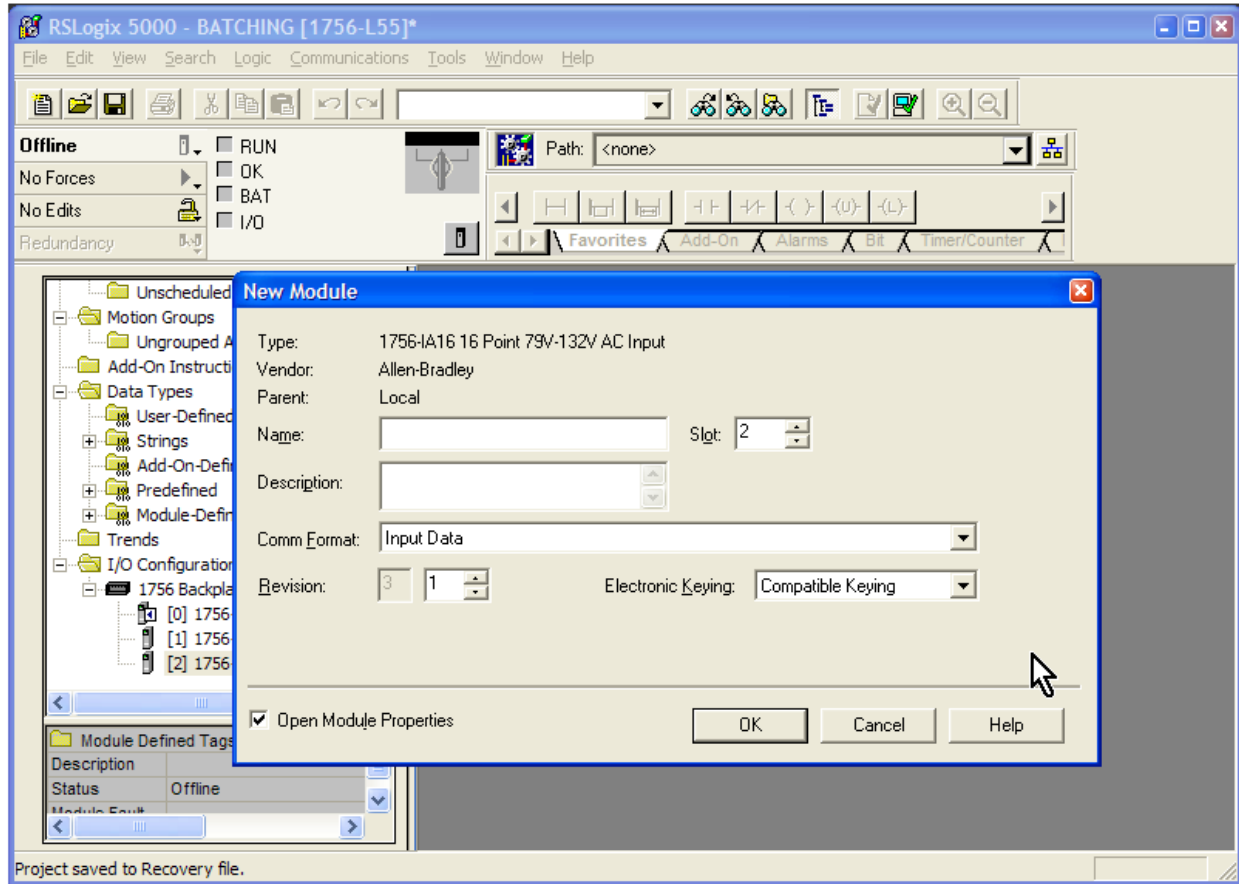 RSLogix 5000 - BATCHING [1756-L55]*
File Edit View Search Logic Communications Tools Window Help
Offline RUN Path: <none>
No Forces OK
No Edits BAT
Redundancy I/O
Favorites Add-On Alarms Bit Timer/Counter
Unscheduled
Motion Groups
Ungrouped A
Add-On Instructi
Data Types
User-Defined
Strings
Add-On-Defi
Predefined
Module-Defin
Trends
I/O Configuration
1756 Backpla
[0] 1756-
[1] 1756-
[2] 1756-
Module Defined Tags
Description
Status Offline
Module Fault
New Module
Type: 1756-IA16 16 Point 79V-132V AC Input
Vendor: Allen-Bradley
Parent: Local
Name: Slot: 2
Description:
Comm Format: Input Data
Revision: 3 1 Electronic Keying: Compatible Keying
Open Module Properties OK Cancel Help
Project saved to Recovery file.